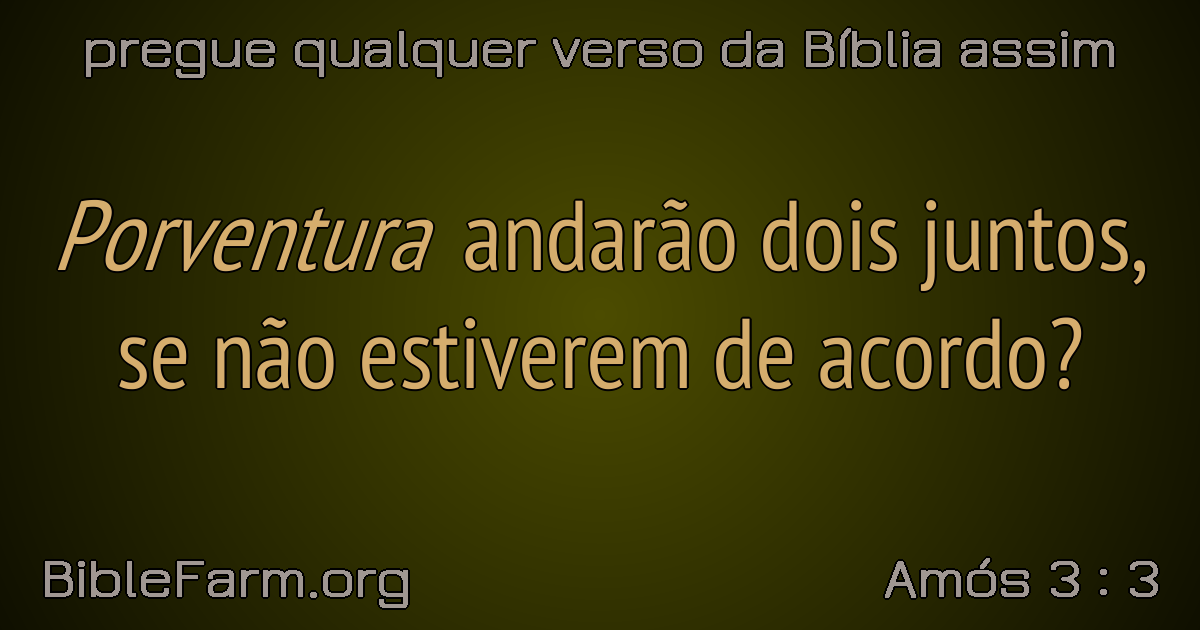 pregue qualquer verso da Bíblia assim
Porventura andarão dois juntos,
se não estiverem de acordo?
BibleFarm.org
Amós 3 : 3